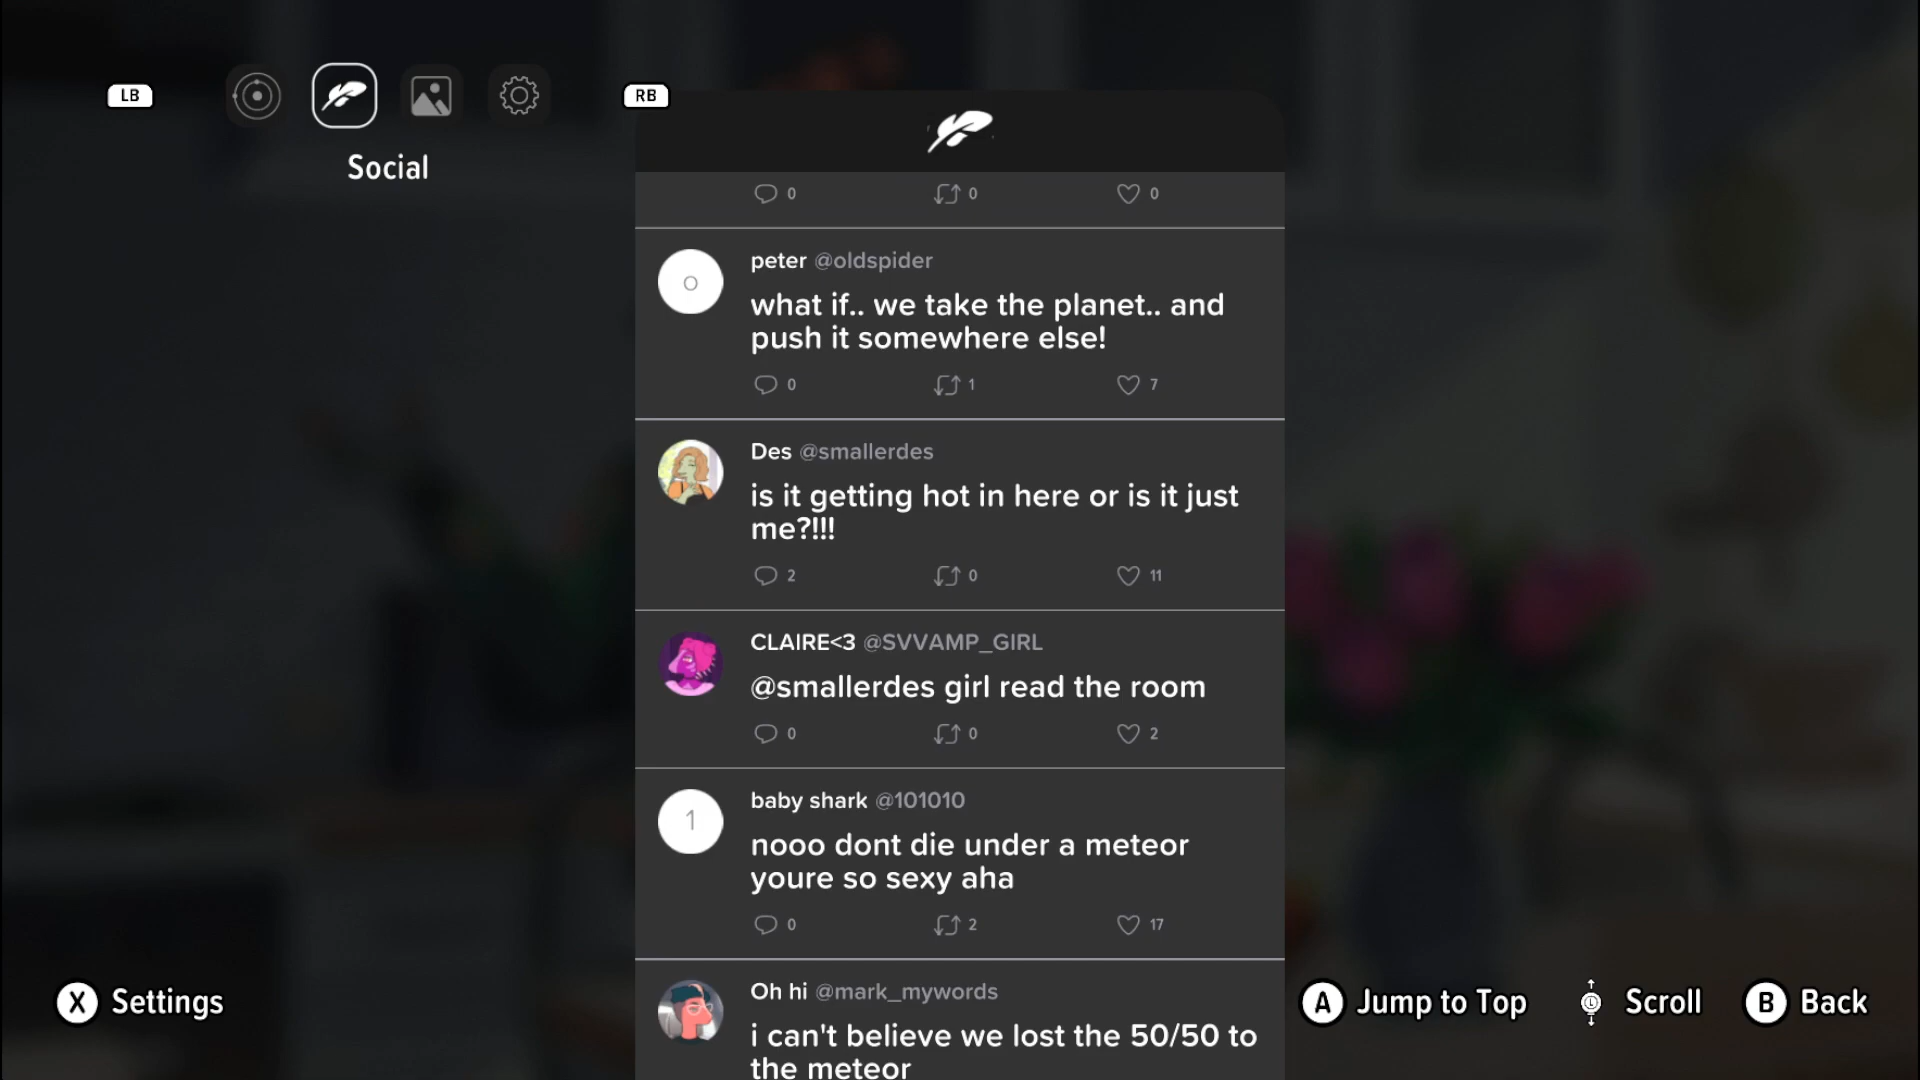 LB
RB
Social
0 0 0
peter @oldspider
o
what if.. we take the planet.. and
push it somewhere else!
0 1 7
Des @smallerdes
is it getting hot in here or is it just
me?!!!
2 0 11
CLAIRE<3 @SVVAMP_GIRL
@smallerdes girl read the room
0 0 2
baby shark @101010
1
nooo dont die under a meteor
youre so sexy aha
0 2 17
Oh hi @mark_mywords
i can't believe we lost the 50/50 to
the meteor
X Settings
A Jump to Top
L Scroll
B Back